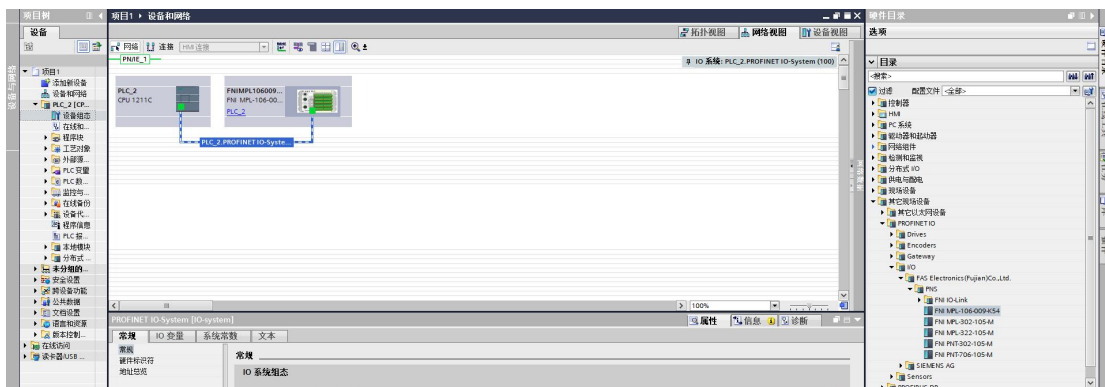 项目树
设备
项目1
添加新设备
设备和网络
PLC_2 [CP...
设备组态
在线和...
程序块
工艺对象
外部源...
PLC 变量
PLC 数...
监控与...
在线备份
设备代...
程序信息
PLC 报...
本地模块
分布式 ...
未分组的...
安全设置
跨设备功能
公共数据
文档设置
语言和资源
版本控制...
在线访问
读卡器/USB ...
设备与网络
项目1 › 设备和网络
拓扑视图 网络视图 设备视图
网络 连接 HMI 连接
IO 系统: PLC_2.PROFINET IO-System (100)
PN/IE_1
PLC_2
CPU 1211C
FNIMPL106009...
FNI MPL-106-00...
PLC_2
PLC_2.PROFINET IO-Syste...
100%
PROFINET IO-System [IO-system]
属性 信息 诊断
常规 IO 变量 系统常数 文本
常规
硬件标识符
地址总览
常规
IO 系统组态
硬件目录
选项
目录
<搜索>
过滤 配置文件 <全部>
控制器
HMI
PC 系统
驱动器和起动器
网络组件
检测和监视
分布式 I/O
供电与配电
现场设备
其它现场设备
其它以太网设备
PROFINET IO
Drives
Encoders
Gateway
I/O
FAS Electronics(Fujian)Co.,Ltd.
PNS
FNI IO-Link
FNI MPL-106-009-K54
FNI MPL-302-105-M
FNI MPL-322-105-M
FNI PNT-302-105-M
FNI PNT-706-105-M
SIEMENS AG
Sensors
PROFIBUS DP